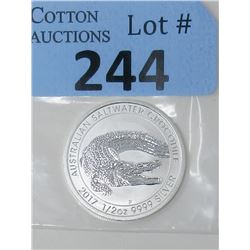 COTTON Lot #
AUCTIONS
244
AUSTRALIAN SALTWATER CROCODILE
P
2017 1/2oz 9999 SILVER